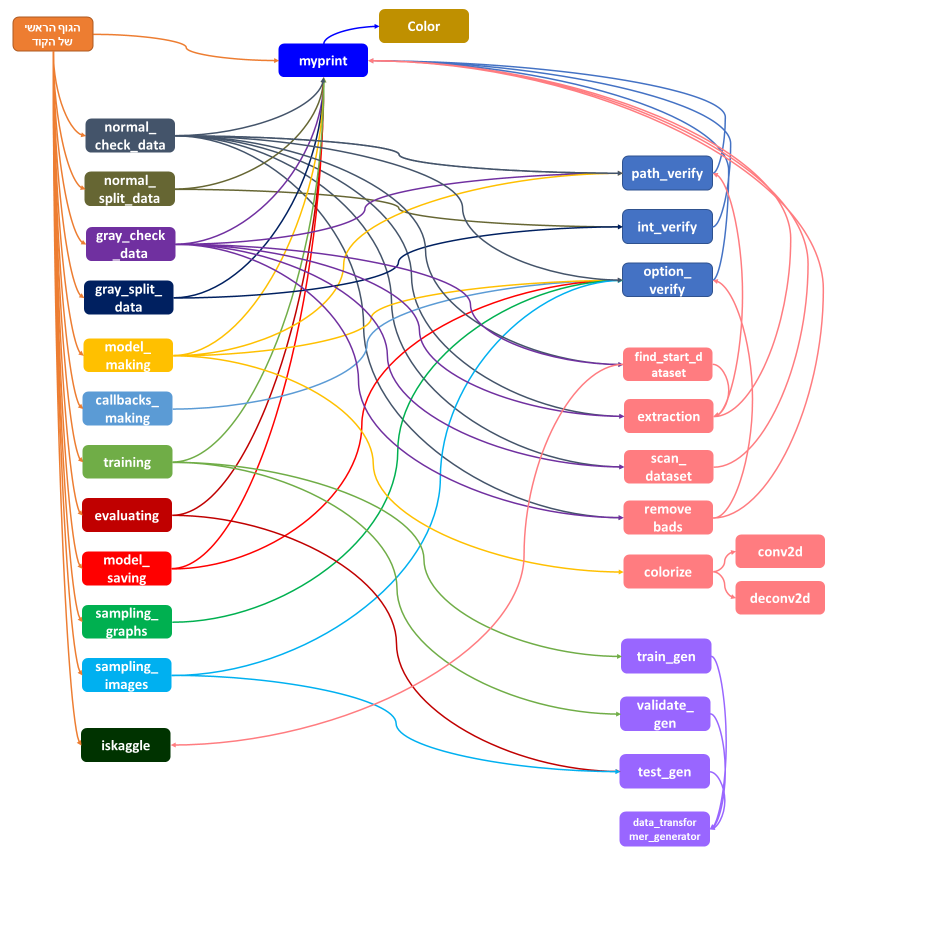 הגוף הראשי
של הקוד
Color
myprint
normal_
check_data
normal_
split_data
gray_check
_data
gray_split_
data
model_
making
callbacks_
making
training
evaluating
model_
saving
sampling_
graphs
sampling_
images
iskaggle
path_verify
int_verify
option_
verify
find_start_d
ataset
extraction
scan_
dataset
remove
bads
colorize
conv2d
deconv2d
train_gen
validate_
gen
test_gen
data_transfor
mer_generator